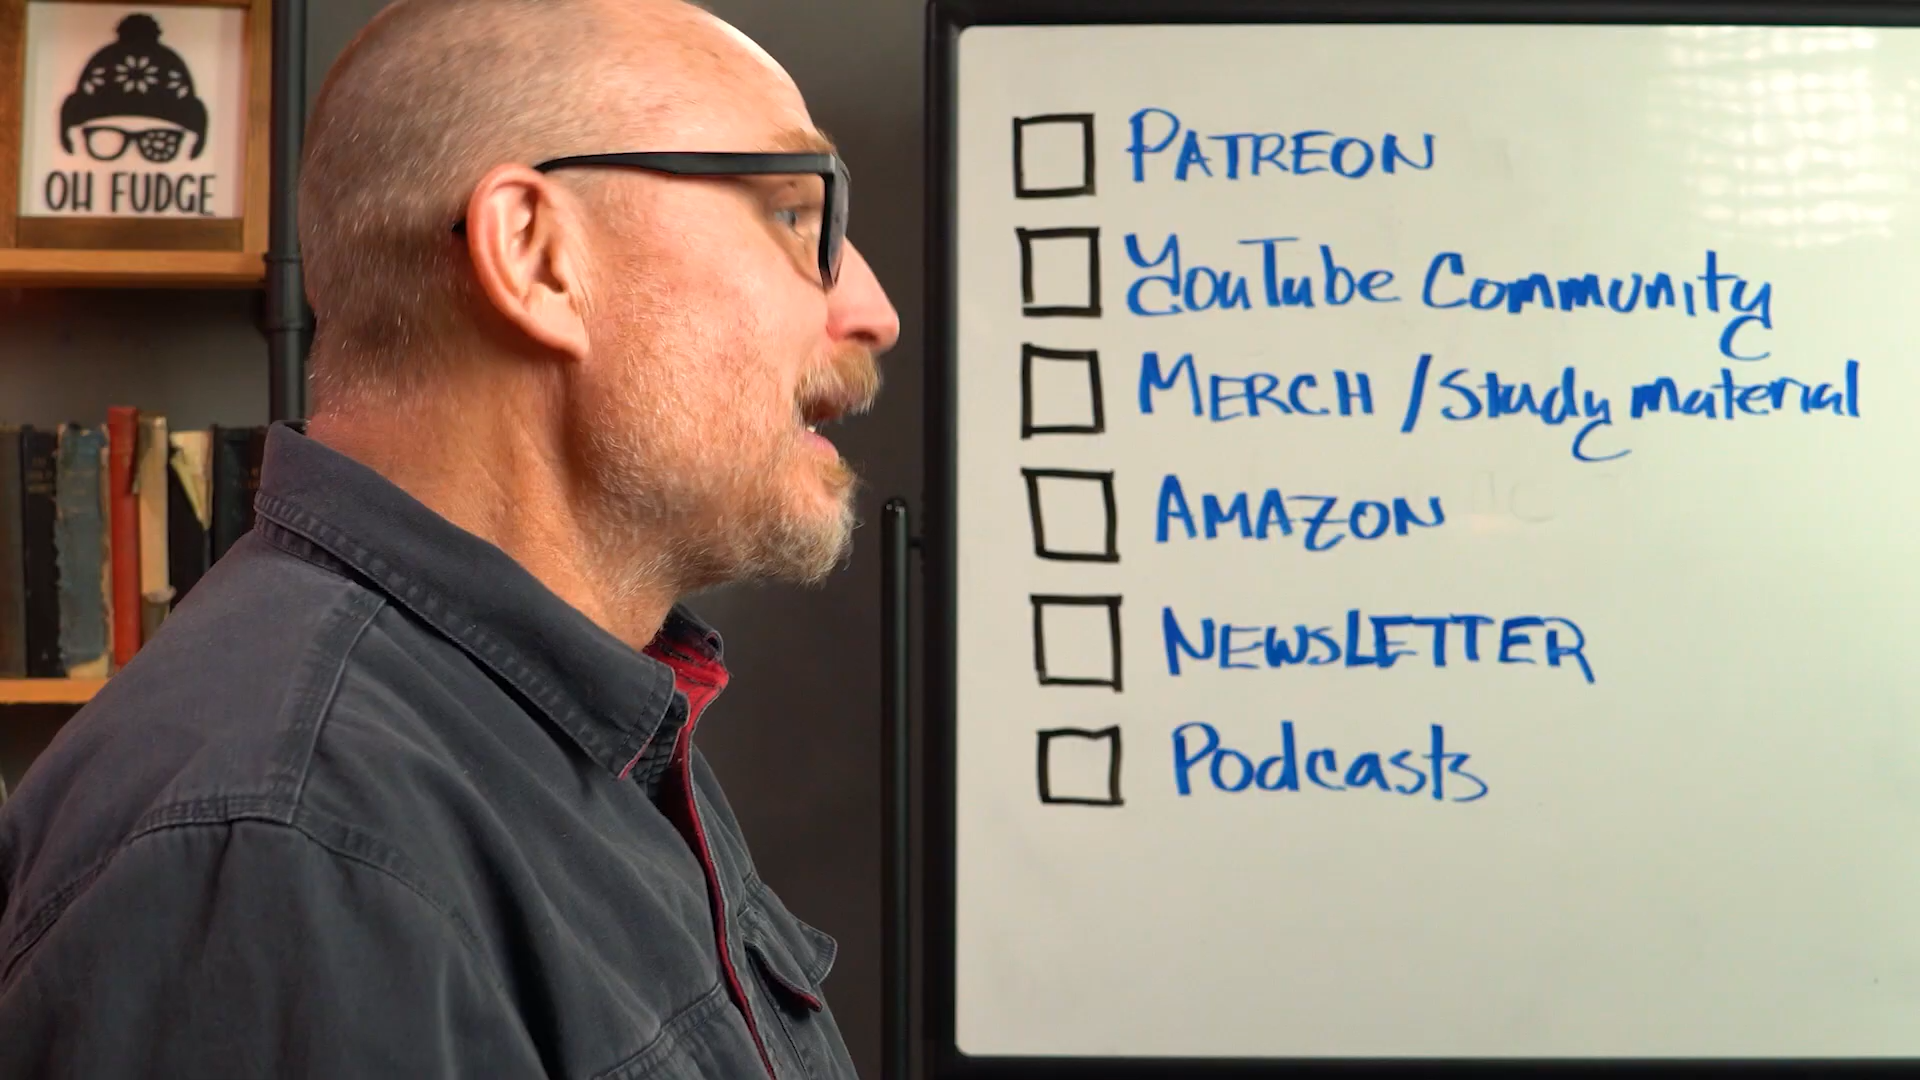 OH FUDGE
PATREON
YouTube Community
MERCH / Study material
AMAZON
NEWSLETTER
Podcasts